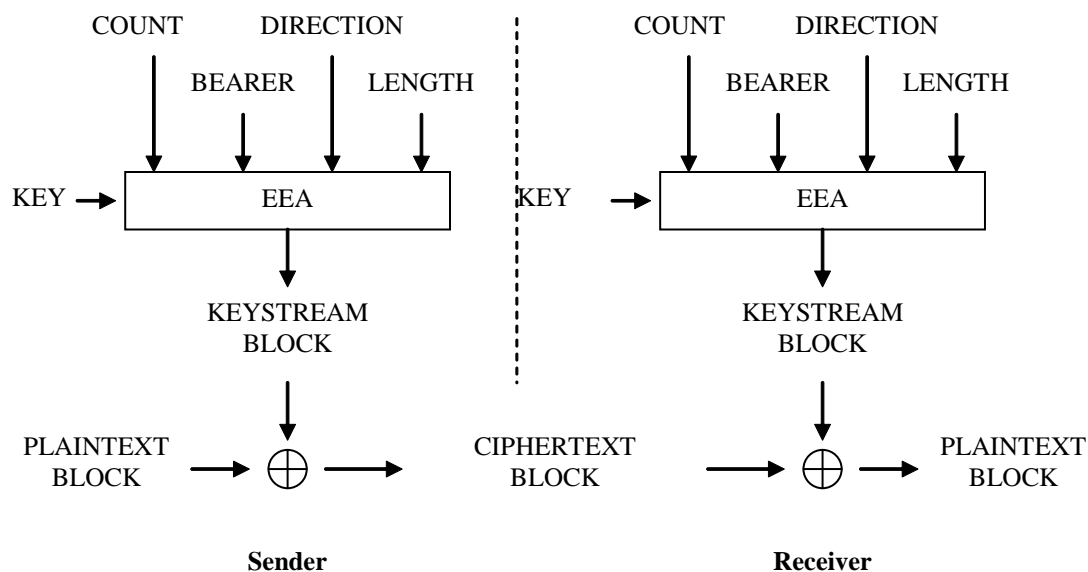 COUNT DIRECTION COUNT DIRECTION
BEARER LENGTH BEARER LENGTH
KEY EEA KEY EEA
KEYSTREAM BLOCK KEYSTREAM BLOCK
PLAINTEXT BLOCK CIPHERTEXT BLOCK PLAINTEXT BLOCK
Sender Receiver